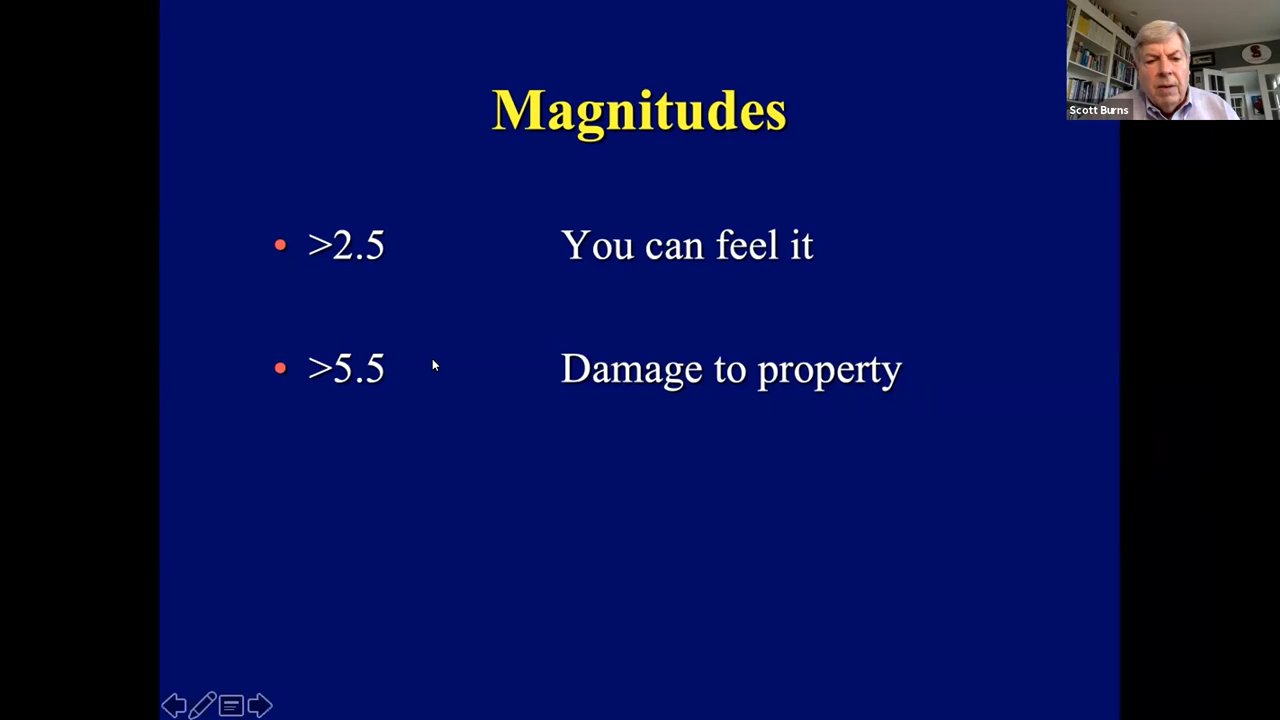 Magnitudes
Scott Burns
• >2.5 You can feel it
• >5.5 Damage to property